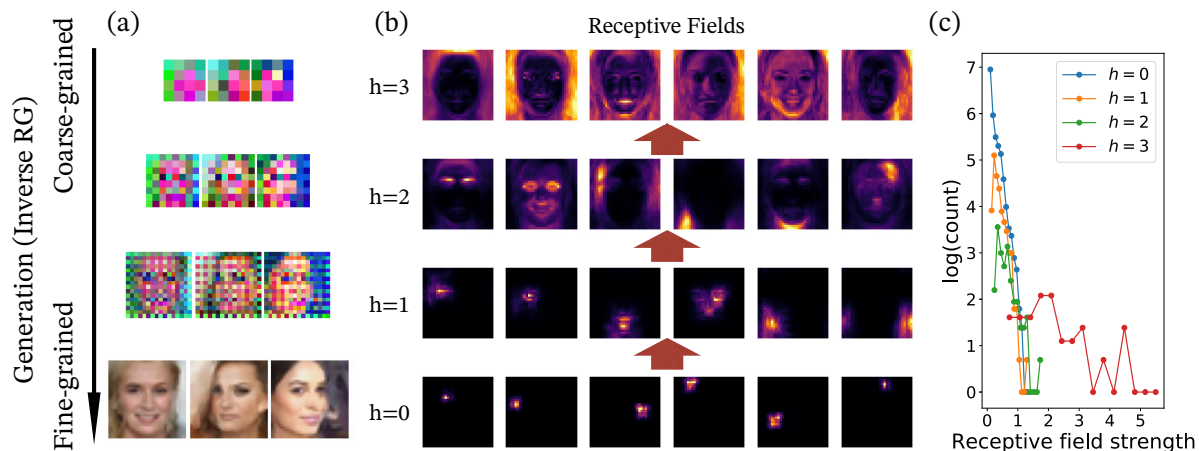 (a)
Generation (Inverse RG)
Coarse-grained
Fine-grained
(b)
Receptive Fields
h=3
h=2
h=1
h=0
(c)
log(count)
7
6
5
4
3
2
1
0
h = 0
h = 1
h = 2
h = 3
0 1 2 3 4 5
Receptive field strength